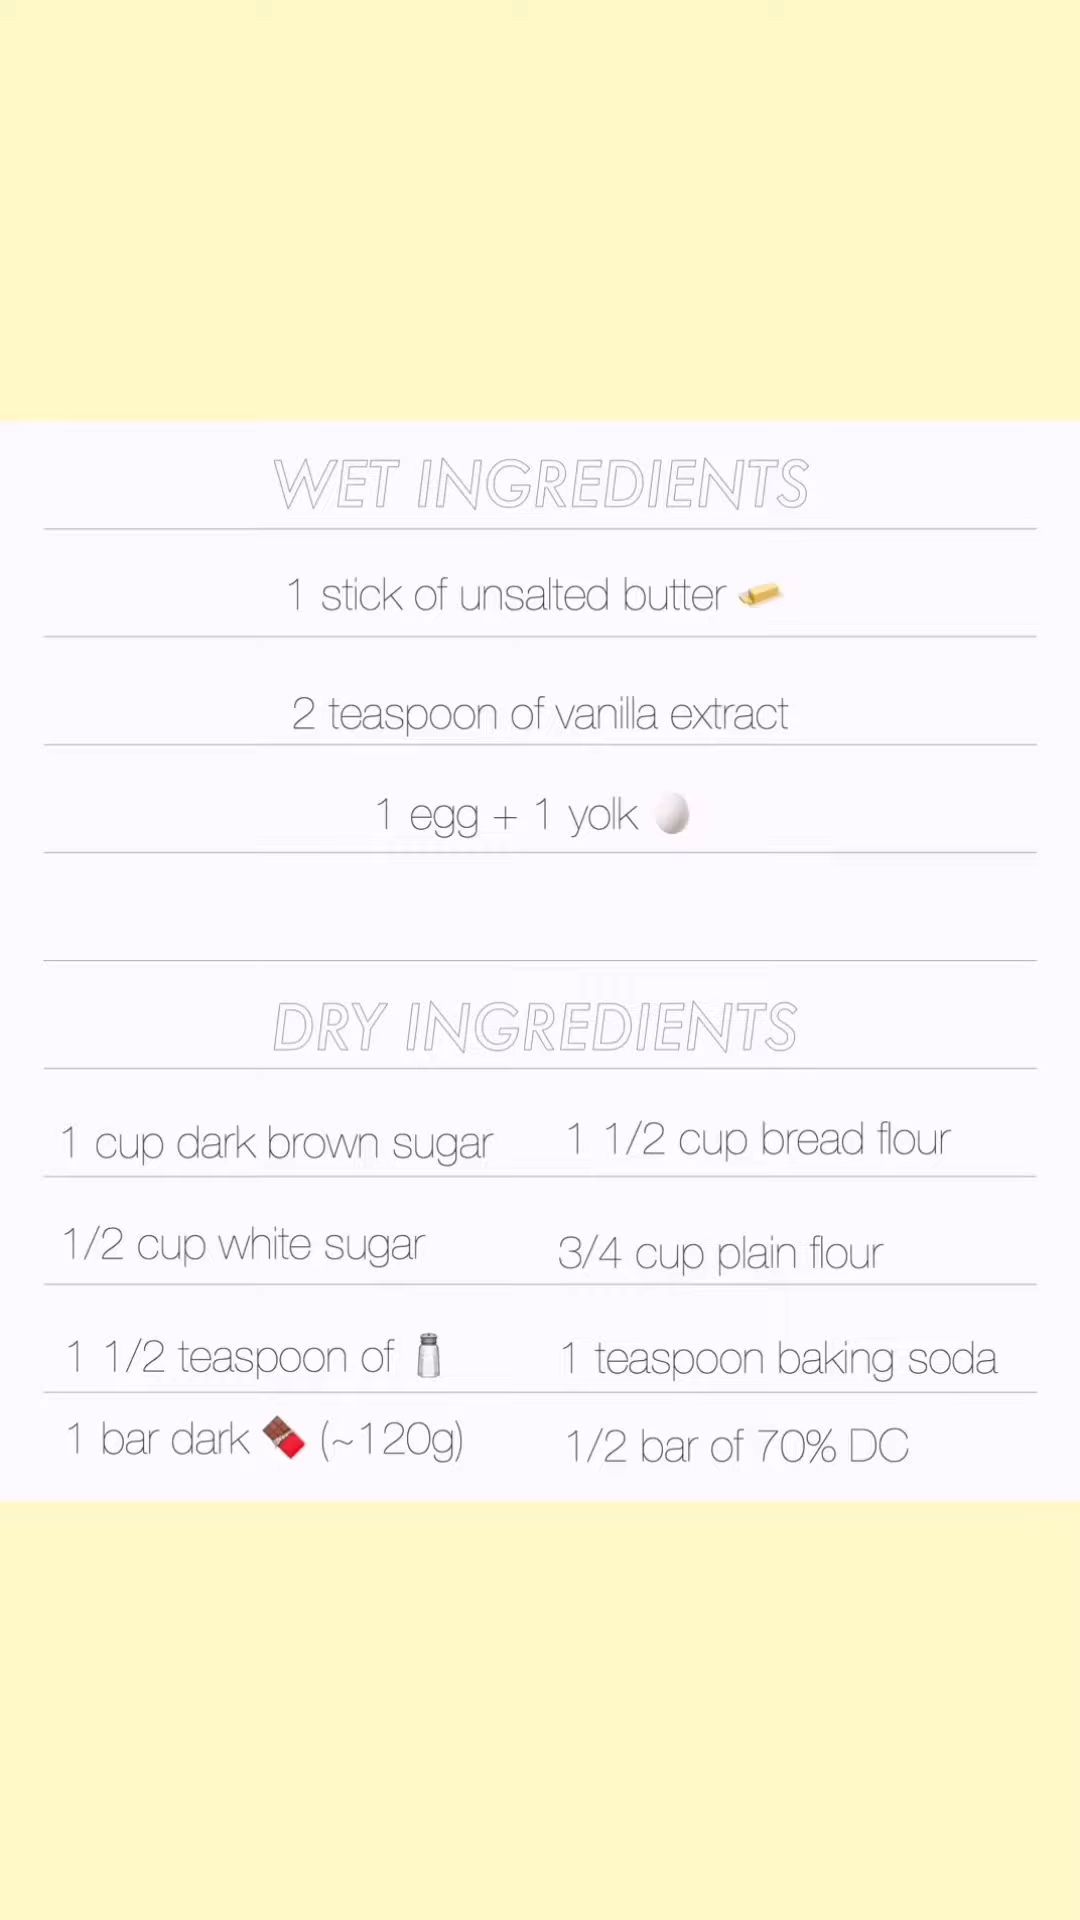 WET INGREDIENTS
1 stick of unsalted butter 🧈
2 teaspoon of vanilla extract
1 egg + 1 yolk 🥚
DRY INGREDIENTS
1 cup dark brown sugar
1 1/2 cup bread flour
1/2 cup white sugar
3/4 cup plain flour
1 1/2 teaspoon of 🧂
1 teaspoon baking soda
1 bar dark 🍫 (~120g)
1/2 bar of 70% DC